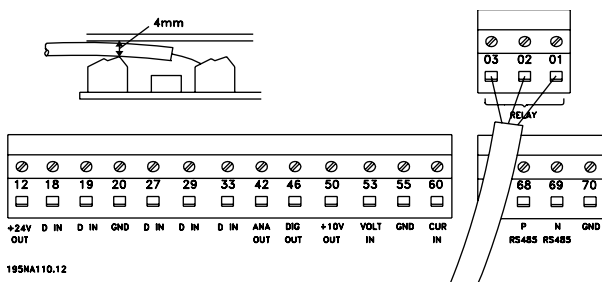 4mm
03 02 01
RELAY
12 18 19 20 27 29 33 42 46 50 53 55 60
68 69 70
+24V OUT D IN D IN GND D IN D IN D IN ANA OUT DIG OUT +10V OUT VOLT IN GND CUR IN
P RS485 N RS485 GND
195NA110.12